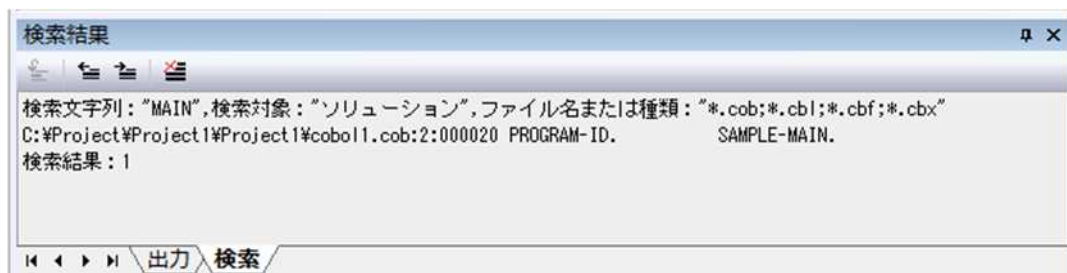 検索結果
検索文字列："MAIN",検索対象："ソリューション",ファイル名または種類："*.cob;*.cbl;*.cbf;*.cbx"
C:¥Project¥Project1¥Project1¥cobol1.cob:2:000020 PROGRAM-ID. SAMPLE-MAIN.
検索結果：1
出力 検索